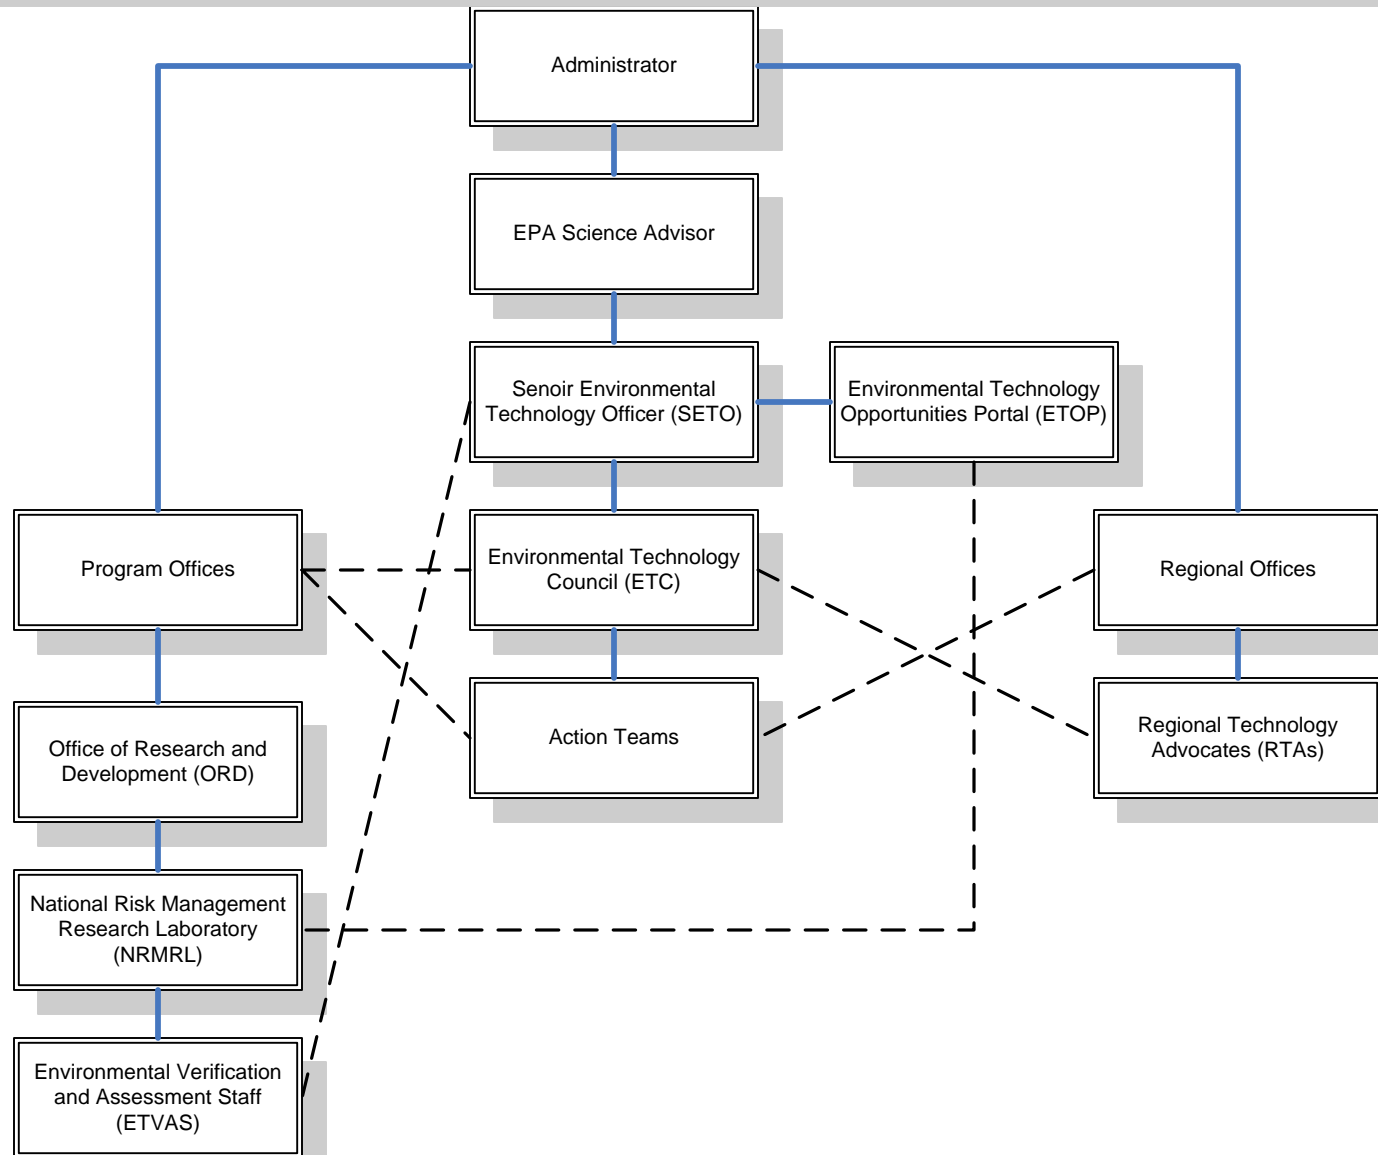 Administrator
EPA Science Advisor
Senoir Environmental
Technology Officer (SETO)
Environmental Technology
Opportunities Portal (ETOP)
Program Offices
Environmental Technology
Council (ETC)
Regional Offices
Office of Research and
Development (ORD)
Action Teams
Regional Technology
Advocates (RTAs)
National Risk Management
Research Laboratory
(NRMRL)
Environmental Verification
and Assessment Staff
(ETVAS)